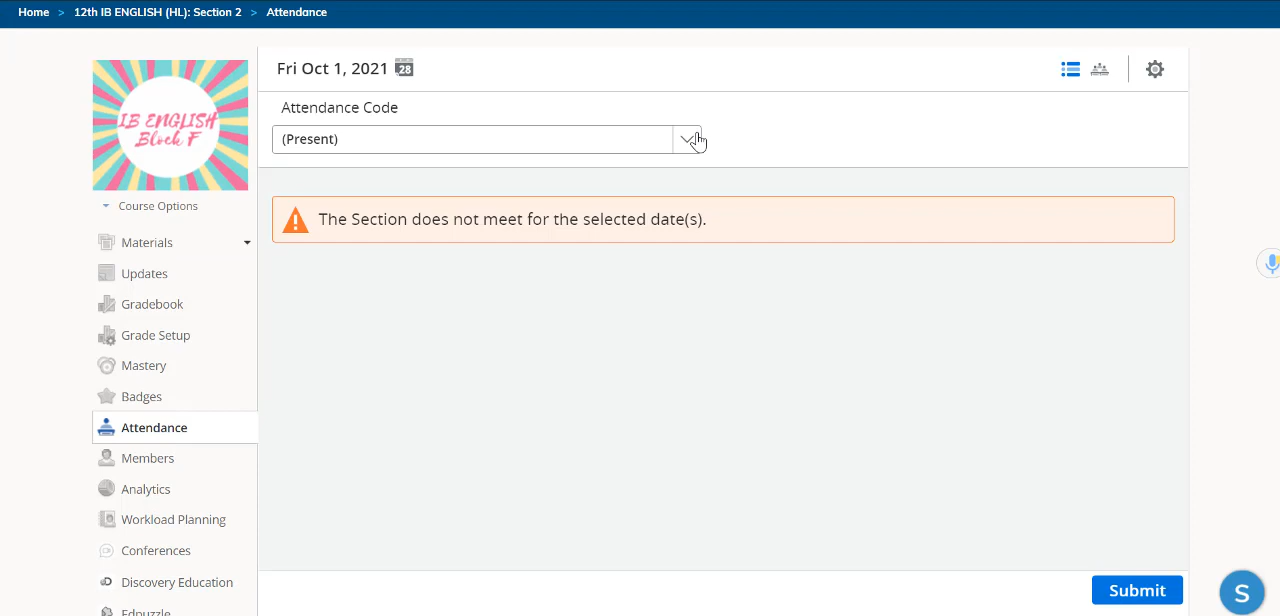 Home > 12th IB ENGLISH (HL): Section 2 > Attendance
IB ENGLISH
Block F
Course Options
Materials
Updates
Gradebook
Grade Setup
Mastery
Badges
Attendance
Members
Analytics
Workload Planning
Conferences
Discovery Education
Edpuzzle
Fri Oct 1, 2021 28
Attendance Code
(Present)
The Section does not meet for the selected date(s).
Submit
S